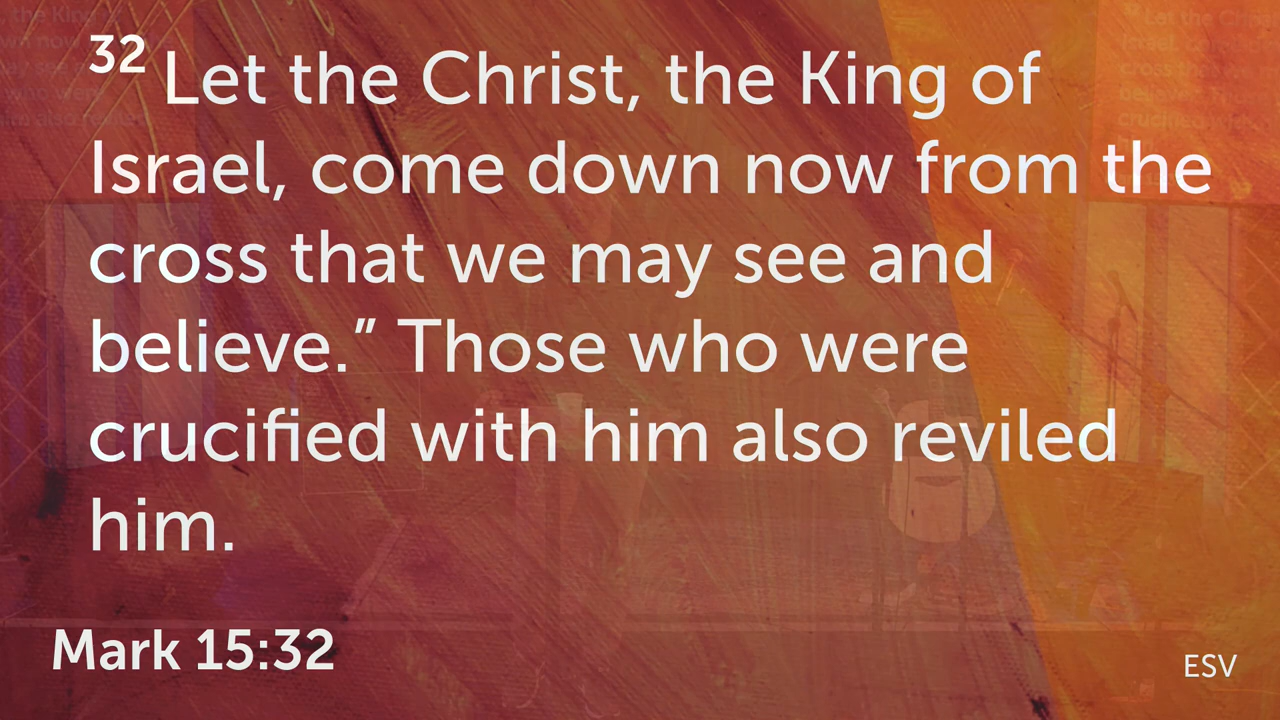 32 Let the Christ, the King of
Israel, come down now from the
cross that we may see and
believe.” Those who were
crucified with him also reviled
him.
Mark 15:32
ESV